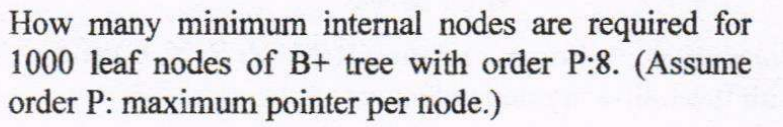 How many minimum internal nodes are required for
1000 leaf nodes of B+ tree with order P:8. (Assume
order P: maximum pointer per node.)